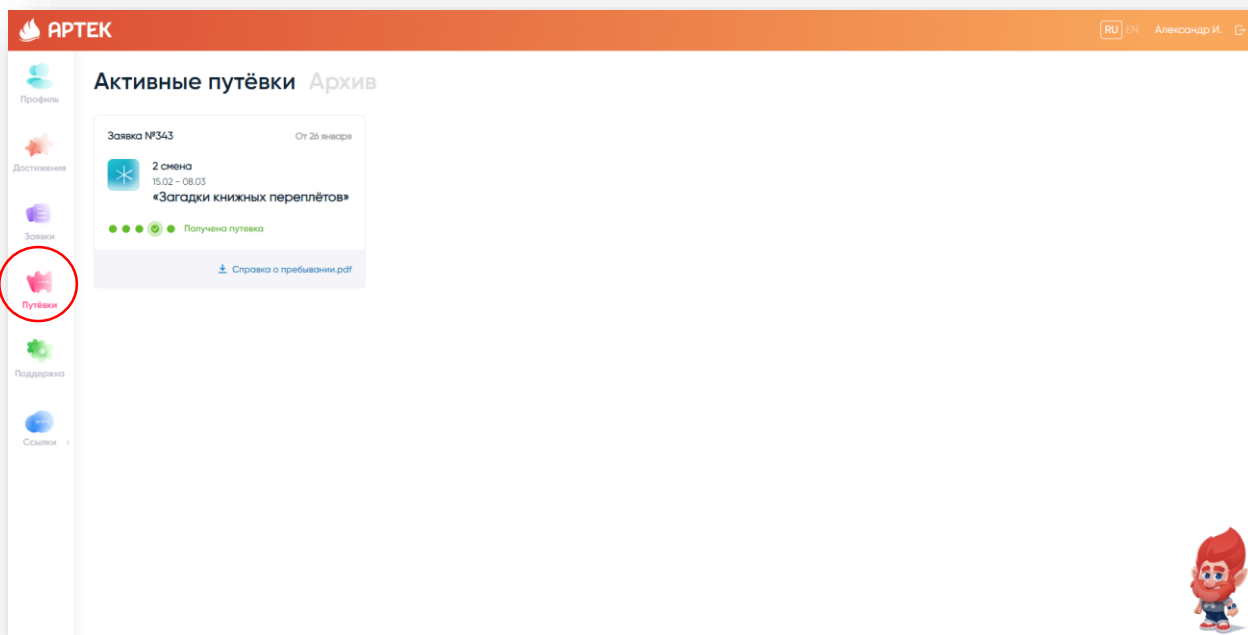 АРТЕК
RU EN Александр И.
Профиль
Достижения
Заявки
Путёвки
Поддержка
Ссылки
Активные путёвки Архив
Заявка №343 От 26 января
2 смена
15.02 - 08.03
«Загадки книжных переплётов»
Получена путевка
Справка о пребывании.pdf